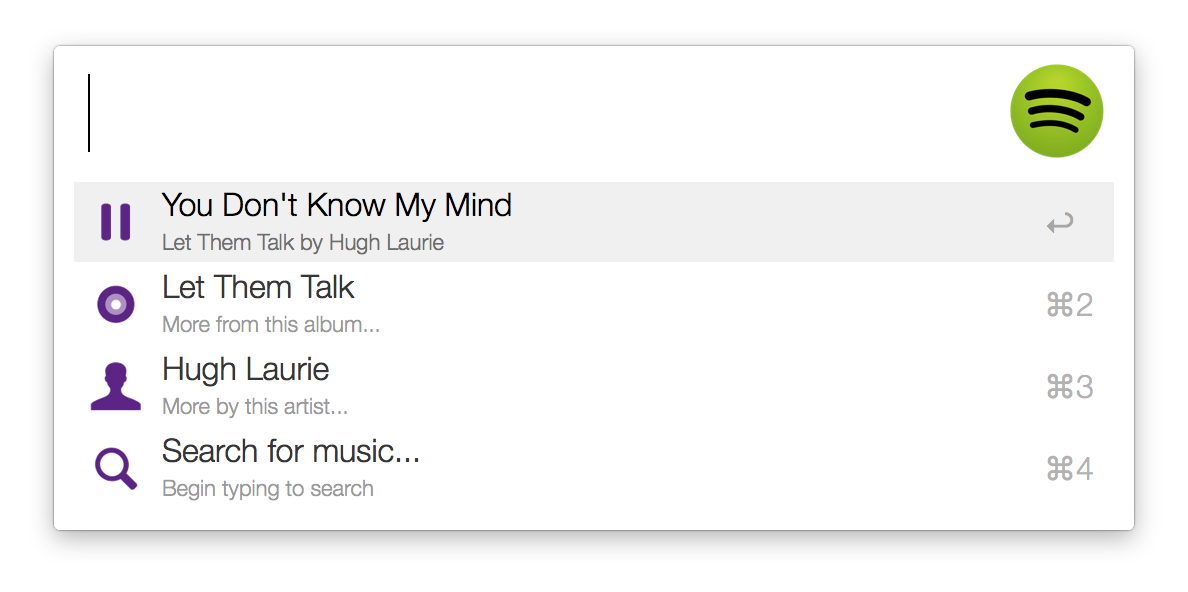 You Don't Know My Mind
Let Them Talk by Hugh Laurie
Let Them Talk
More from this album...
⌘2
Hugh Laurie
More by this artist...
⌘3
Search for music...
Begin typing to search
⌘4